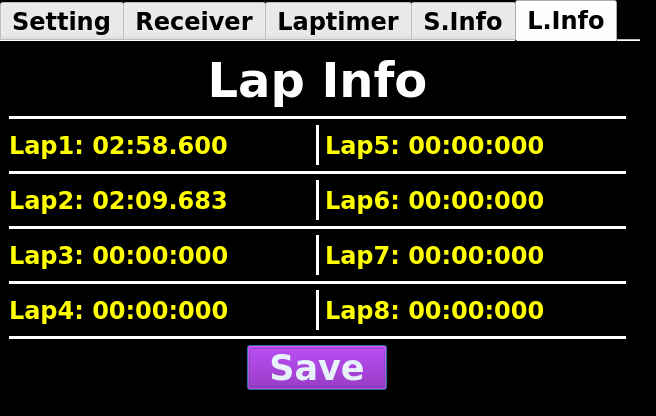 Setting Receiver Laptimer S.Info L.Info
Lap Info
Lap1: 02:58.600 Lap5: 00:00:000
Lap2: 02:09.683 Lap6: 00:00:000
Lap3: 00:00:000 Lap7: 00:00:000
Lap4: 00:00:000 Lap8: 00:00:000
Save